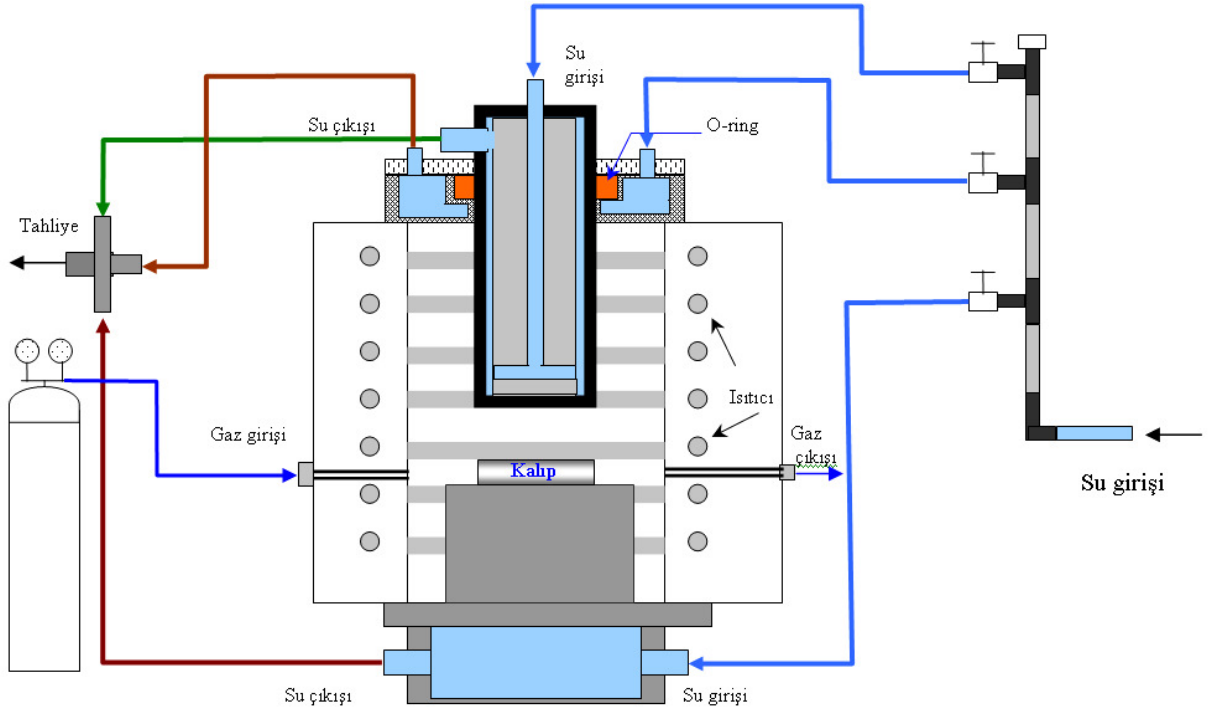 Su
girişi
O-ring
Su çıkışı
Tahliye
Isıtıcı
Gaz girişi
Gaz
çıkışı
Kalıp
Su girişi
Su çıkışı
Su girişi